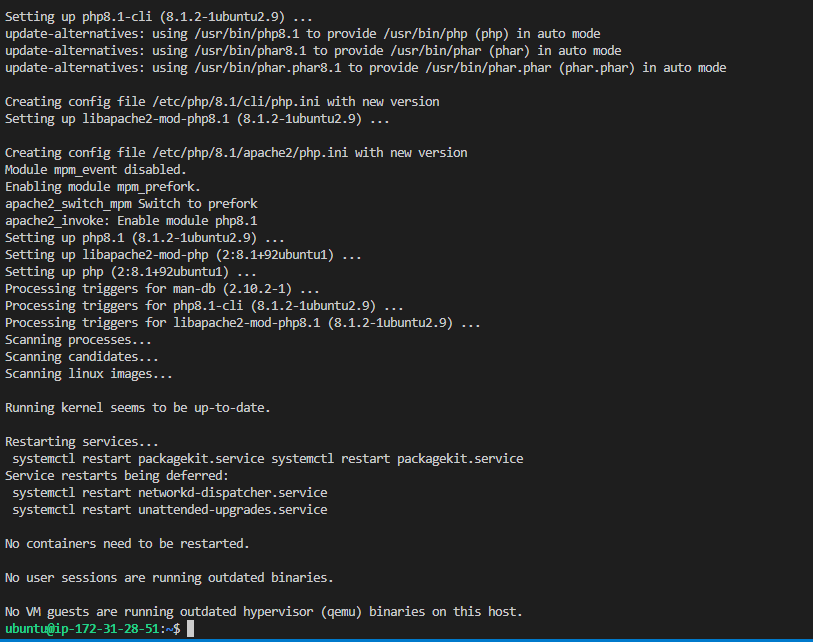 Setting up php8.1-cli (8.1.2-1ubuntu2.9) ...
update-alternatives: using /usr/bin/php8.1 to provide /usr/bin/php (php) in auto mode
update-alternatives: using /usr/bin/phar8.1 to provide /usr/bin/phar (phar) in auto mode
update-alternatives: using /usr/bin/phar.phar8.1 to provide /usr/bin/phar.phar (phar.phar) in auto mode
Creating config file /etc/php/8.1/cli/php.ini with new version
Setting up libapache2-mod-php8.1 (8.1.2-1ubuntu2.9) ...
Creating config file /etc/php/8.1/apache2/php.ini with new version
Module mpm_event disabled.
Enabling module mpm_prefork.
apache2_switch_mpm Switch to prefork
apache2_invoke: Enable module php8.1
Setting up php8.1 (8.1.2-1ubuntu2.9) ...
Setting up libapache2-mod-php (2:8.1+92ubuntu1) ...
Setting up php (2:8.1+92ubuntu1) ...
Processing triggers for man-db (2.10.2-1) ...
Processing triggers for php8.1-cli (8.1.2-1ubuntu2.9) ...
Processing triggers for libapache2-mod-php8.1 (8.1.2-1ubuntu2.9) ...
Scanning processes...
Scanning candidates...
Scanning linux images...
Running kernel seems to be up-to-date.
Restarting services...
systemctl restart packagekit.service systemctl restart packagekit.service
Service restarts being deferred:
systemctl restart networkd-dispatcher.service
systemctl restart unattended-upgrades.service
No containers need to be restarted.
No user sessions are running outdated binaries.
No VM guests are running outdated hypervisor (qemu) binaries on this host.
ubuntu@ip-172-31-28-51:~$